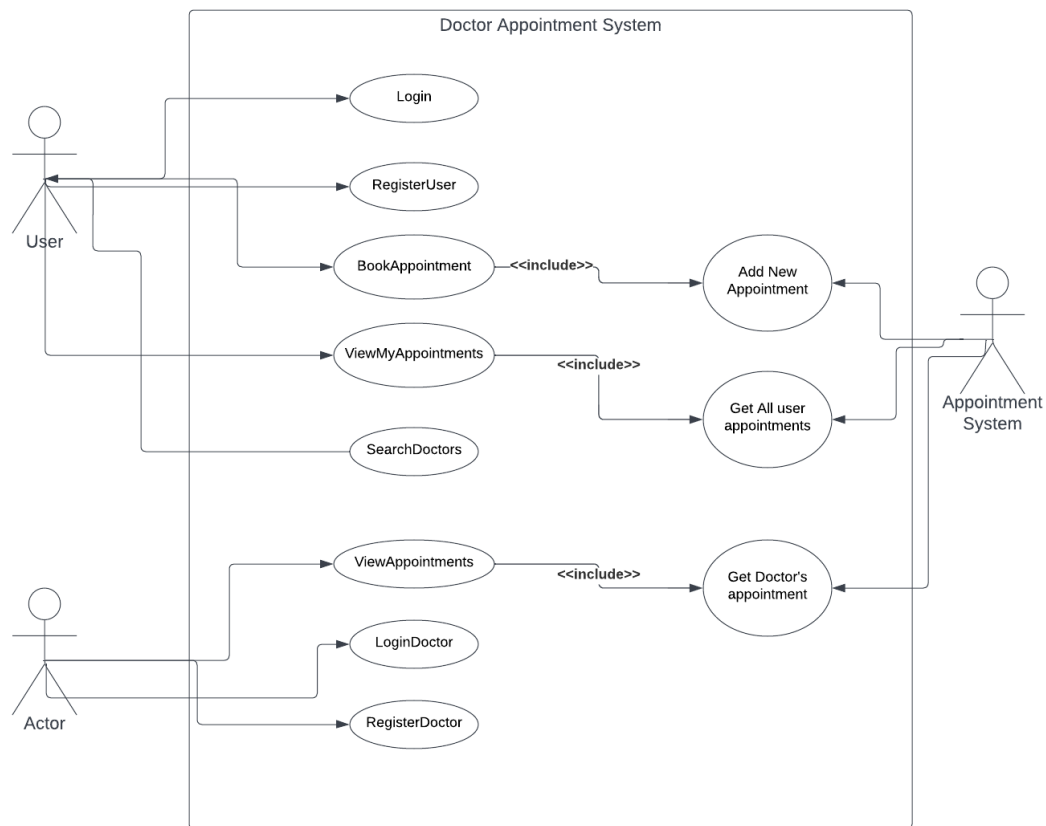 Doctor Appointment System
Login
RegisterUser
User
BookAppointment
<<include>>
Add New
Appointment
ViewMyAppointments
<<include>>
Get All user
appointments
Appointment
System
SearchDoctors
ViewAppointments
<<include>>
Get Doctor's
appointment
LoginDoctor
Actor
RegisterDoctor